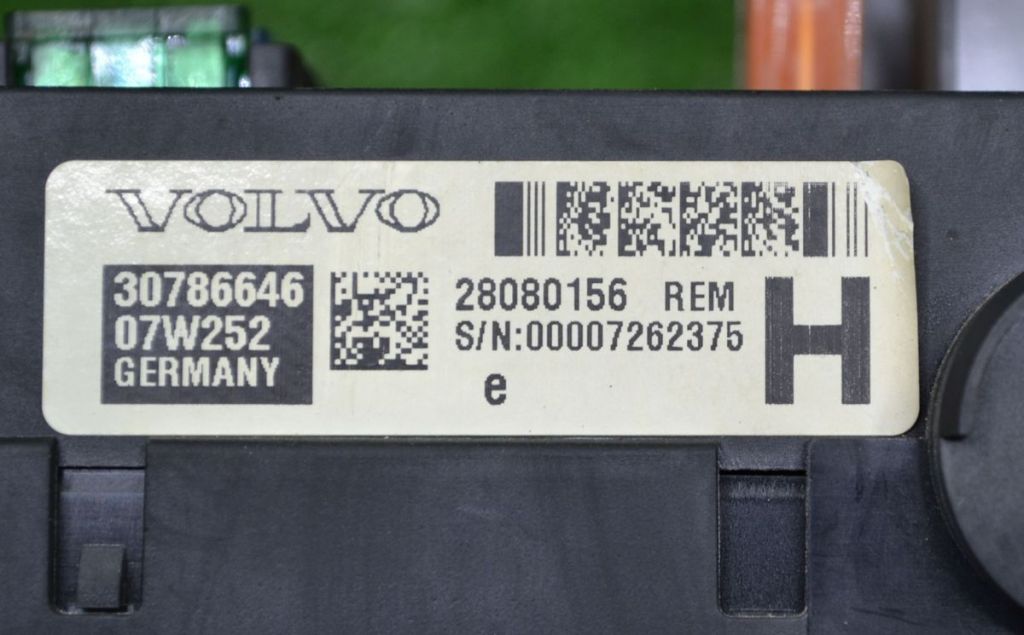 VOLVO
30786646
07W252
GERMANY
28080156 REM
S/N:00007262375
e
H